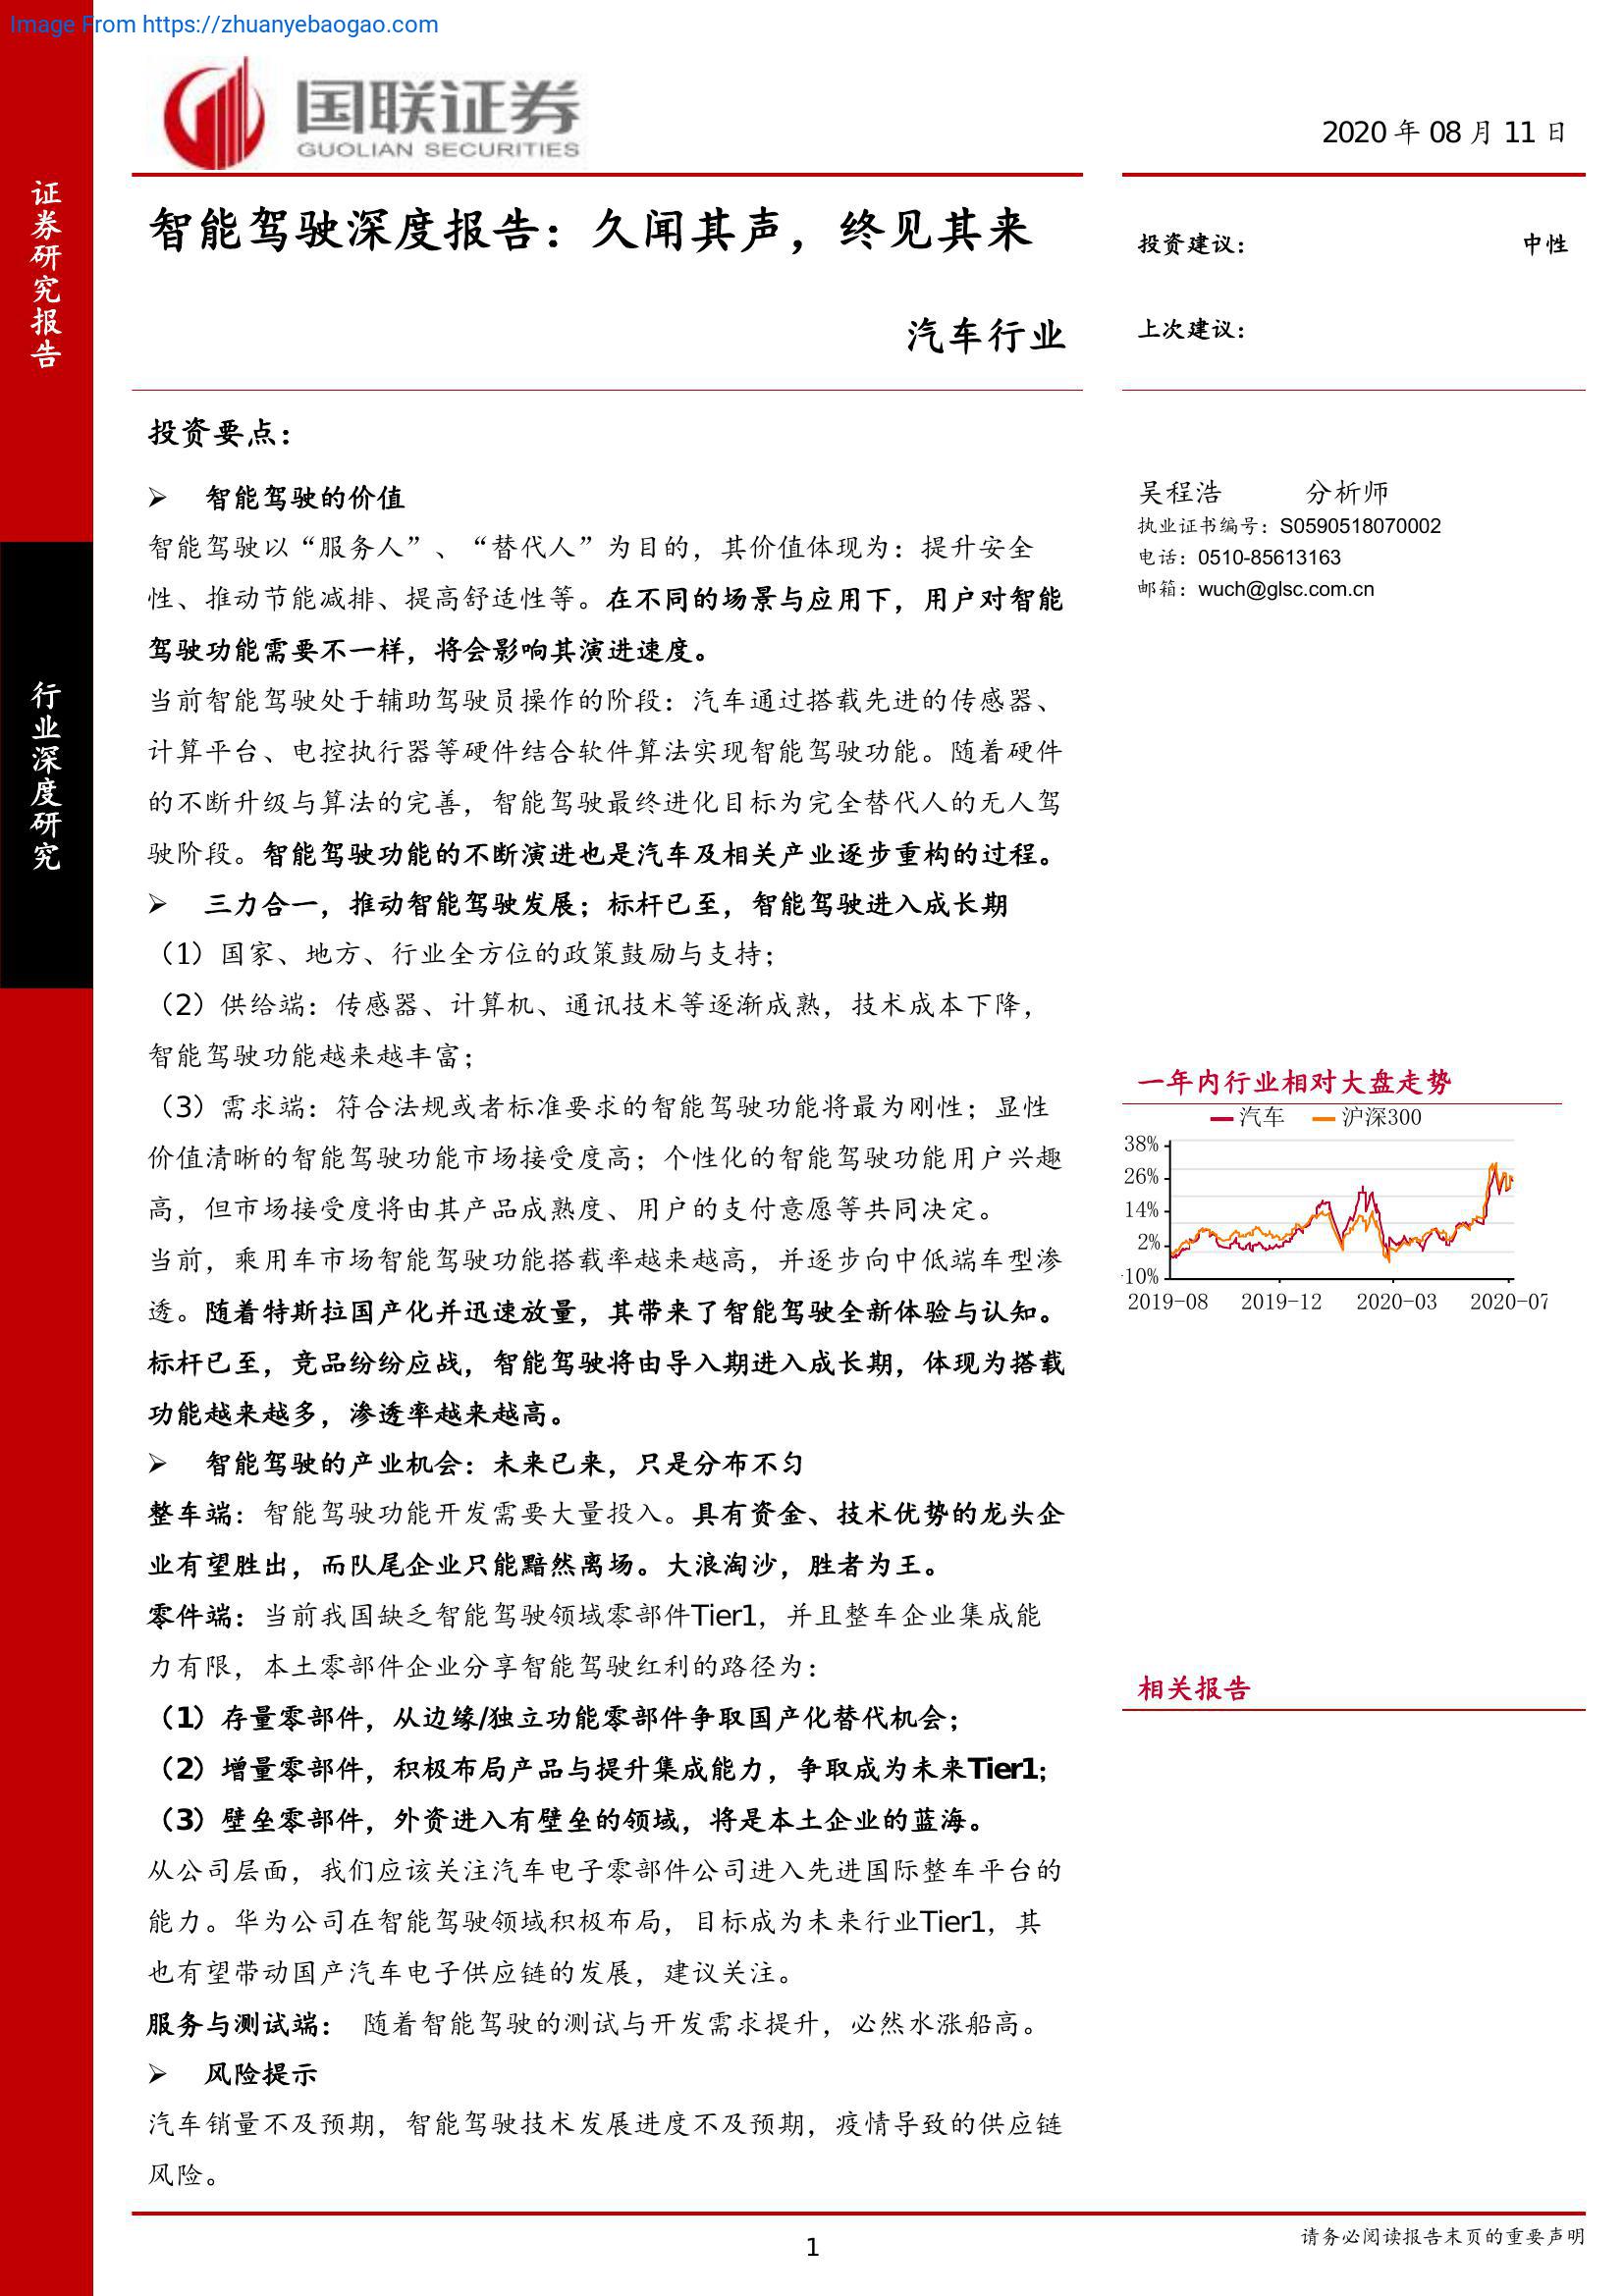 Image From https://zhuanyebaogao.com
国联证券
GUOLIAN SECURITIES
2020 年 08 月 11 日
证券研究报告
行业深度研究
智能驾驶深度报告：久闻其声，终见其来
汽车行业
投资建议： 中性
上次建议：
投资要点：
➢ 智能驾驶的价值
智能驾驶以“服务人”、“替代人”为目的，其价值体现为：提升安全
性、推动节能减排、提高舒适性等。在不同的场景与应用下，用户对智能
驾驶功能需要不一样，将会影响其演进速度。
当前智能驾驶处于辅助驾驶员操作的阶段：汽车通过搭载先进的传感器、
计算平台、电控执行器等硬件结合软件算法实现智能驾驶功能。随着硬件
的不断升级与算法的完善，智能驾驶最终进化目标为完全替代人的无人驾
驶阶段。智能驾驶功能的不断演进也是汽车及相关产业逐步重构的过程。
➢ 三力合一，推动智能驾驶发展；标杆已至，智能驾驶进入成长期
（1）国家、地方、行业全方位的政策鼓励与支持；
（2）供给端：传感器、计算机、通讯技术等逐渐成熟，技术成本下降，
智能驾驶功能越来越丰富；
（3）需求端：符合法规或者标准要求的智能驾驶功能将最为刚性；显性
价值清晰的智能驾驶功能市场接受度高；个性化的智能驾驶功能用户兴趣
高，但市场接受度将由其产品成熟度、用户的支付意愿等共同决定。
当前，乘用车市场智能驾驶功能搭载率越来越高，并逐步向中低端车型渗
透。随着特斯拉国产化并迅速放量，其带来了智能驾驶全新体验与认知。
标杆已至，竞品纷纷应战，智能驾驶将由导入期进入成长期，体现为搭载
功能越来越多，渗透率越来越高。
➢ 智能驾驶的产业机会：未来已来，只是分布不匀
整车端：智能驾驶功能开发需要大量投入。具有资金、技术优势的龙头企
业有望胜出，而队尾企业只能黯然离场。大浪淘沙，胜者为王。
零件端：当前我国缺乏智能驾驶领域零部件Tier1，并且整车企业集成能
力有限，本土零部件企业分享智能驾驶红利的路径为：
（1）存量零部件，从边缘/独立功能零部件争取国产化替代机会；
（2）增量零部件，积极布局产品与提升集成能力，争取成为未来Tier1；
（3）壁垒零部件，外资进入有壁垒的领域，将是本土企业的蓝海。
从公司层面，我们应该关注汽车电子零部件公司进入先进国际整车平台的
能力。华为公司在智能驾驶领域积极布局，目标成为未来行业Tier1，其
也有望带动国产汽车电子供应链的发展，建议关注。
服务与测试端： 随着智能驾驶的测试与开发需求提升，必然水涨船高。
➢ 风险提示
汽车销量不及预期，智能驾驶技术发展进度不及预期，疫情导致的供应链
风险。
吴程浩 分析师
执业证书编号：S0590518070002
电话：0510-85613163
邮箱：wuch@glsc.com.cn
一年内行业相对大盘走势
汽车 沪深300
38%
26%
14%
2%
-10%
2019-08 2019-12 2020-03 2020-07
相关报告
1
请务必阅读报告末页的重要声明